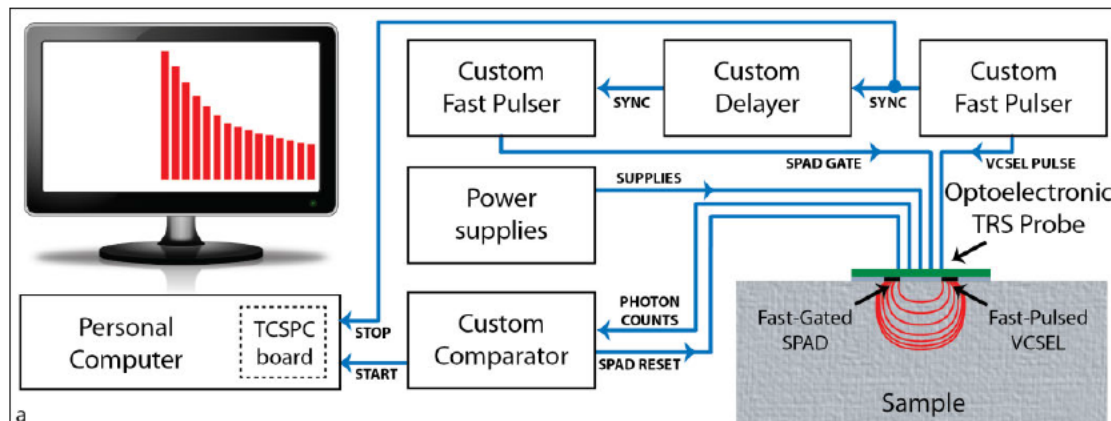 Custom
Fast Pulser
SYNC
Custom
Delayer
SYNC
Custom
Fast Pulser
SPAD GATE
VCSEL PULSE
SUPPLIES
Power
supplies
Optoelectronic
TRS Probe
Personal
Computer
TCSPC
board
STOP
START
Custom
Comparator
PHOTON
COUNTS
SPAD RESET
Fast-Gated
SPAD
Fast-Pulsed
VCSEL
Sample
a